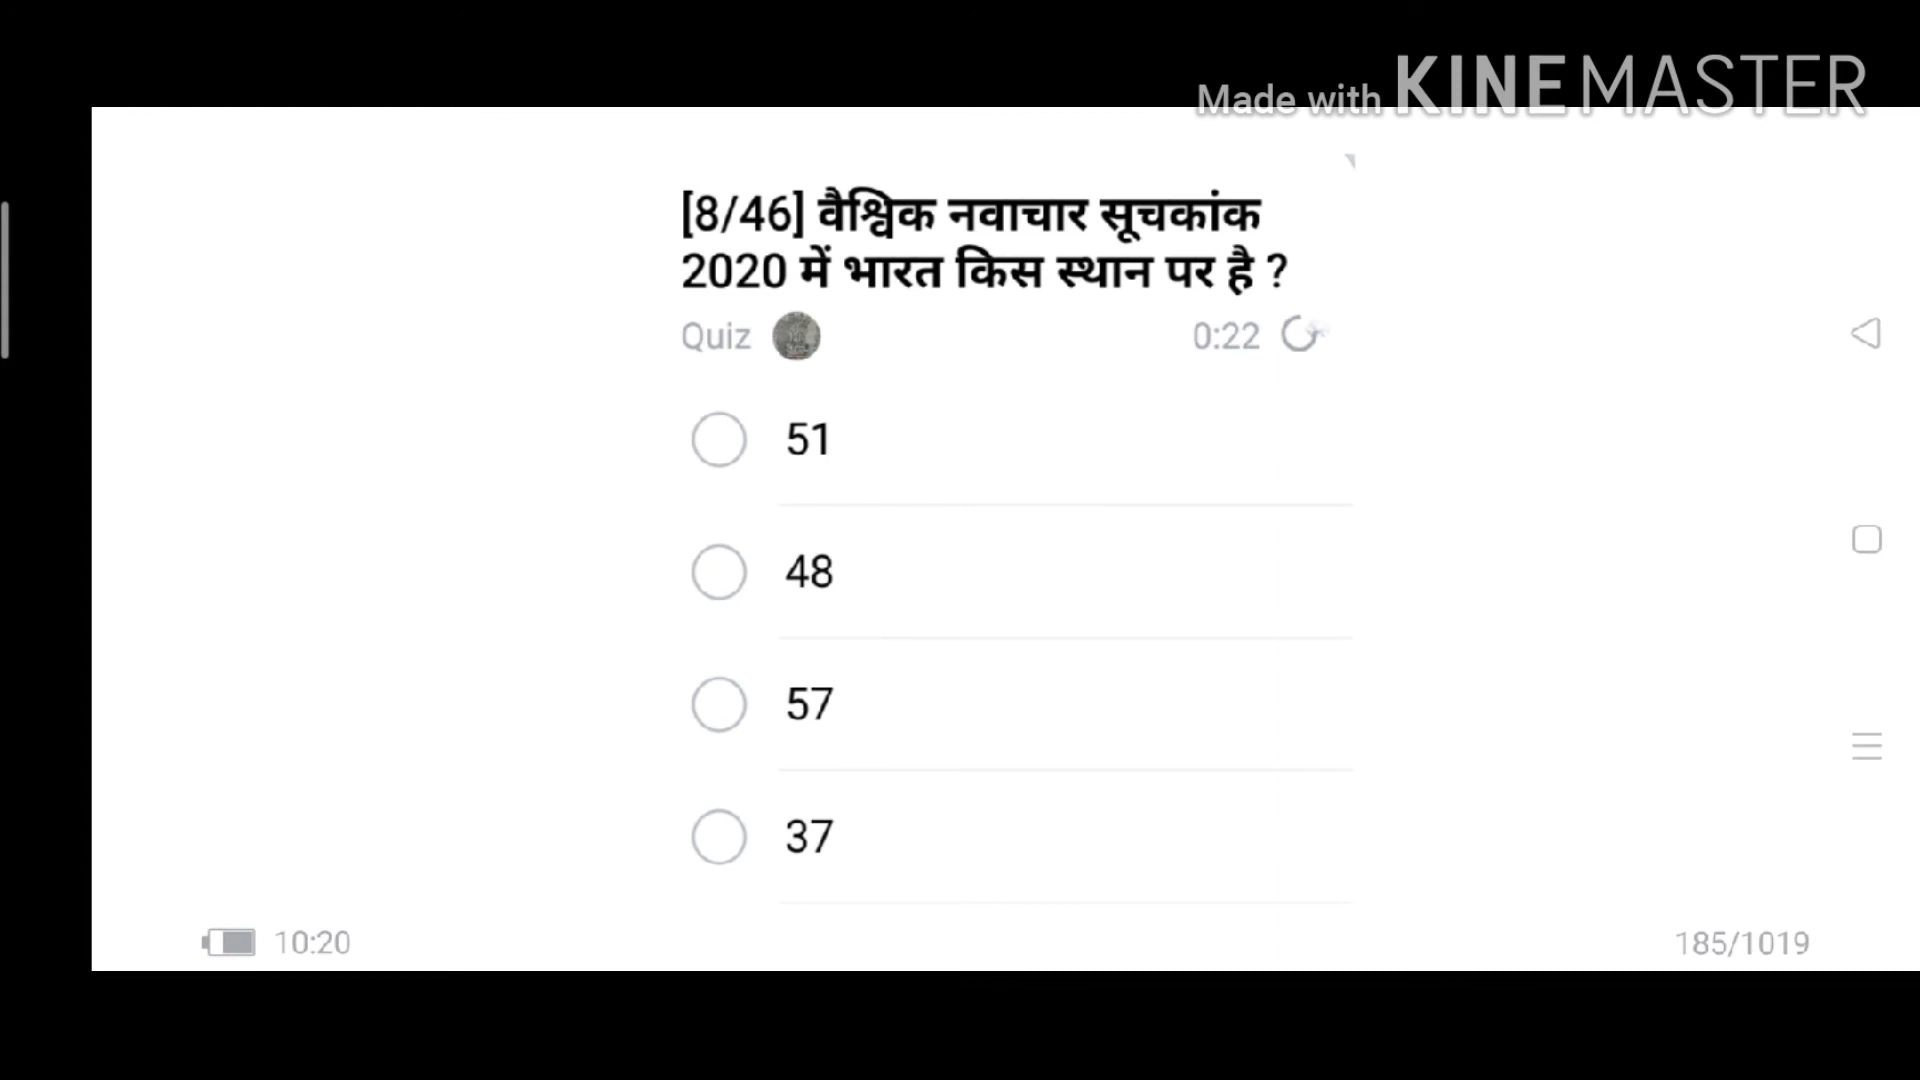 Made with KINEMASTER
[8/46] वैश्विक नवाचार सूचकांक
2020 में भारत किस स्थान पर है ?
Quiz 0:22
51
48
57
37
10:20 185/1019